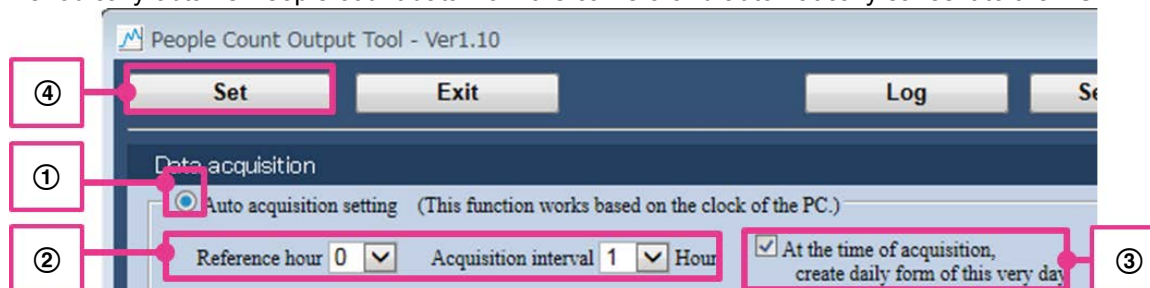 People Count Output Tool - Ver1.10
④ Set Exit Log
Data acquisition
①
Auto acquisition setting (This function works based on the clock of the PC.)
② Reference hour 0 Acquisition interval 1 Hour At the time of acquisition, ③
create daily form of this very day